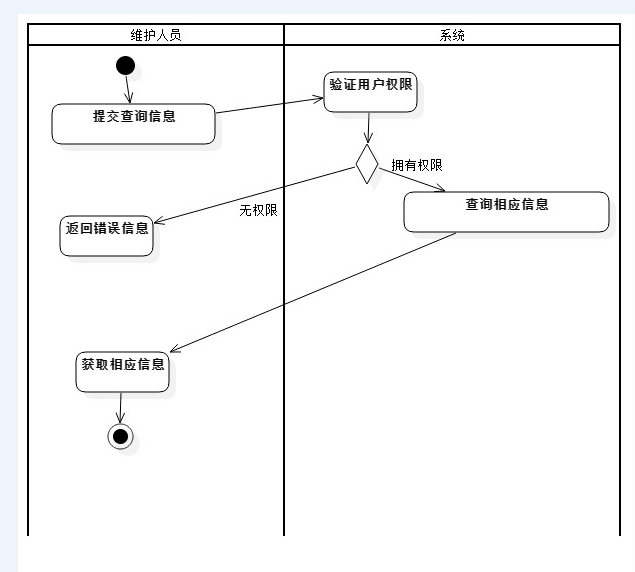 维护人员
系统
提交查询信息
验证用户权限
拥有权限
无权限
查询相应信息
返回错误信息
获取相应信息